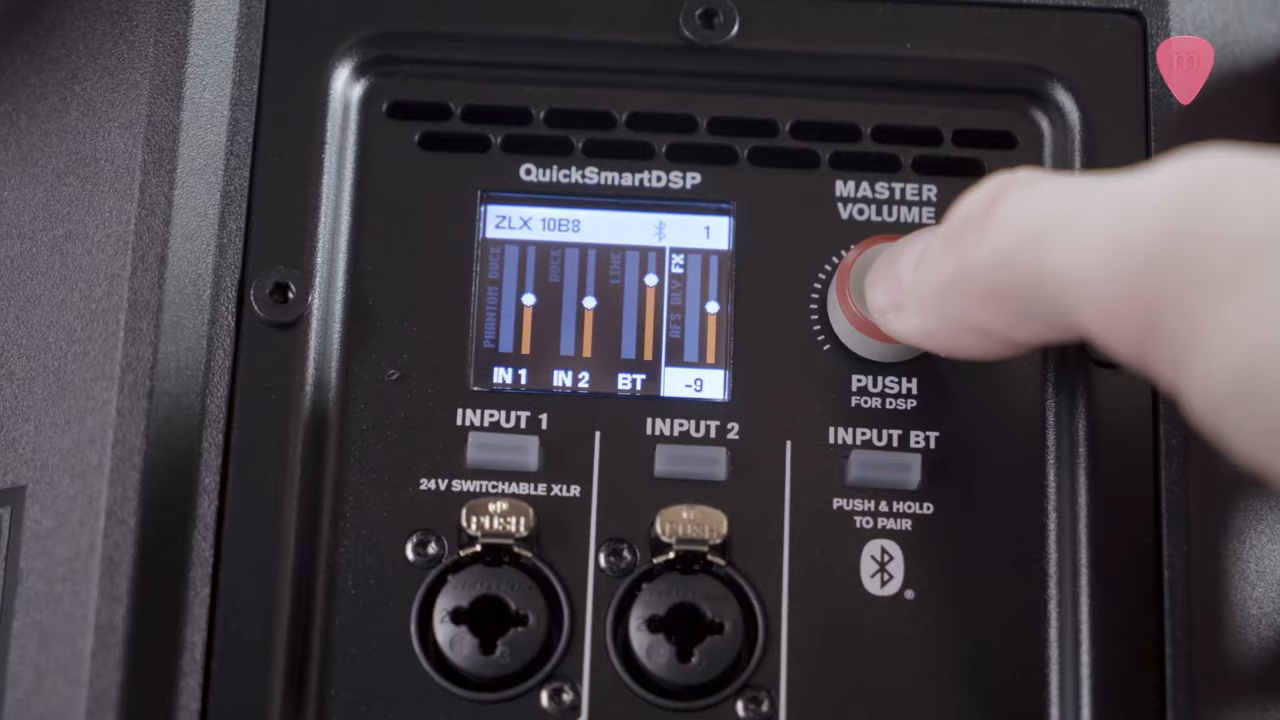 QuickSmartDSP
MASTER
VOLUME
ZLX 10B8
1
PHANTOM DUCK
DUCK
LINK
AFS DLY FX
IN 1
IN 2
BT
-9
PUSH
FOR DSP
INPUT 1
INPUT 2
INPUT BT
24V SWITCHABLE XLR
PUSH & HOLD
TO PAIR
PUSH
PUSH
®